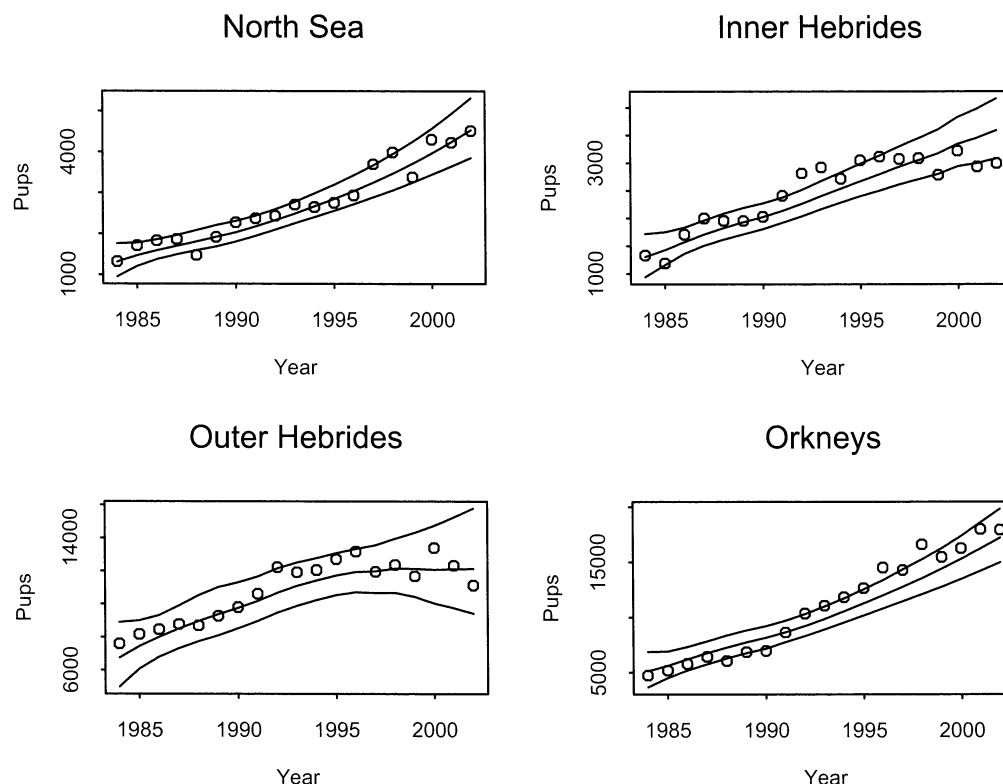 North Sea
Pups
4000
1000
1985 1990 1995 2000
Year
Inner Hebrides
Pups
3000
1000
1985 1990 1995 2000
Year
Outer Hebrides
Pups
14000
6000
1985 1990 1995 2000
Year
Orkneys
Pups
15000
5000
1985 1990 1995 2000
Year